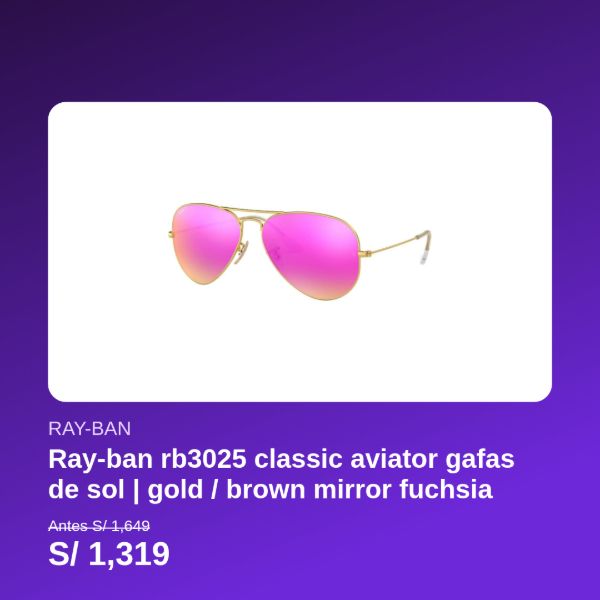 RAY-BAN
Ray-ban rb3025 classic aviator gafas
de sol | gold / brown mirror fuchsia
Antes S/ 1,649
S/ 1,319